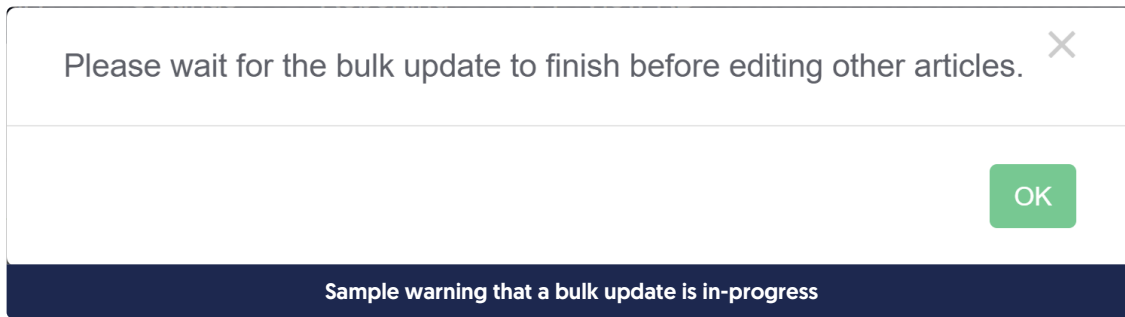 Please wait for the bulk update to finish before editing other articles.
OK
Sample warning that a bulk update is in-progress